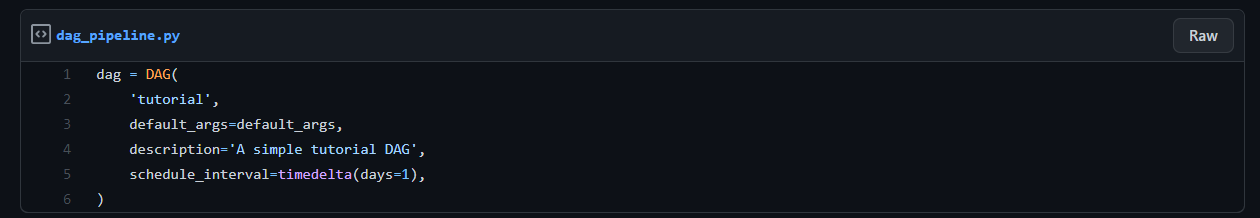 dag_pipeline.py
Raw
1 dag = DAG(
2     'tutorial',
3     default_args=default_args,
4     description='A simple tutorial DAG',
5     schedule_interval=timedelta(days=1),
6 )